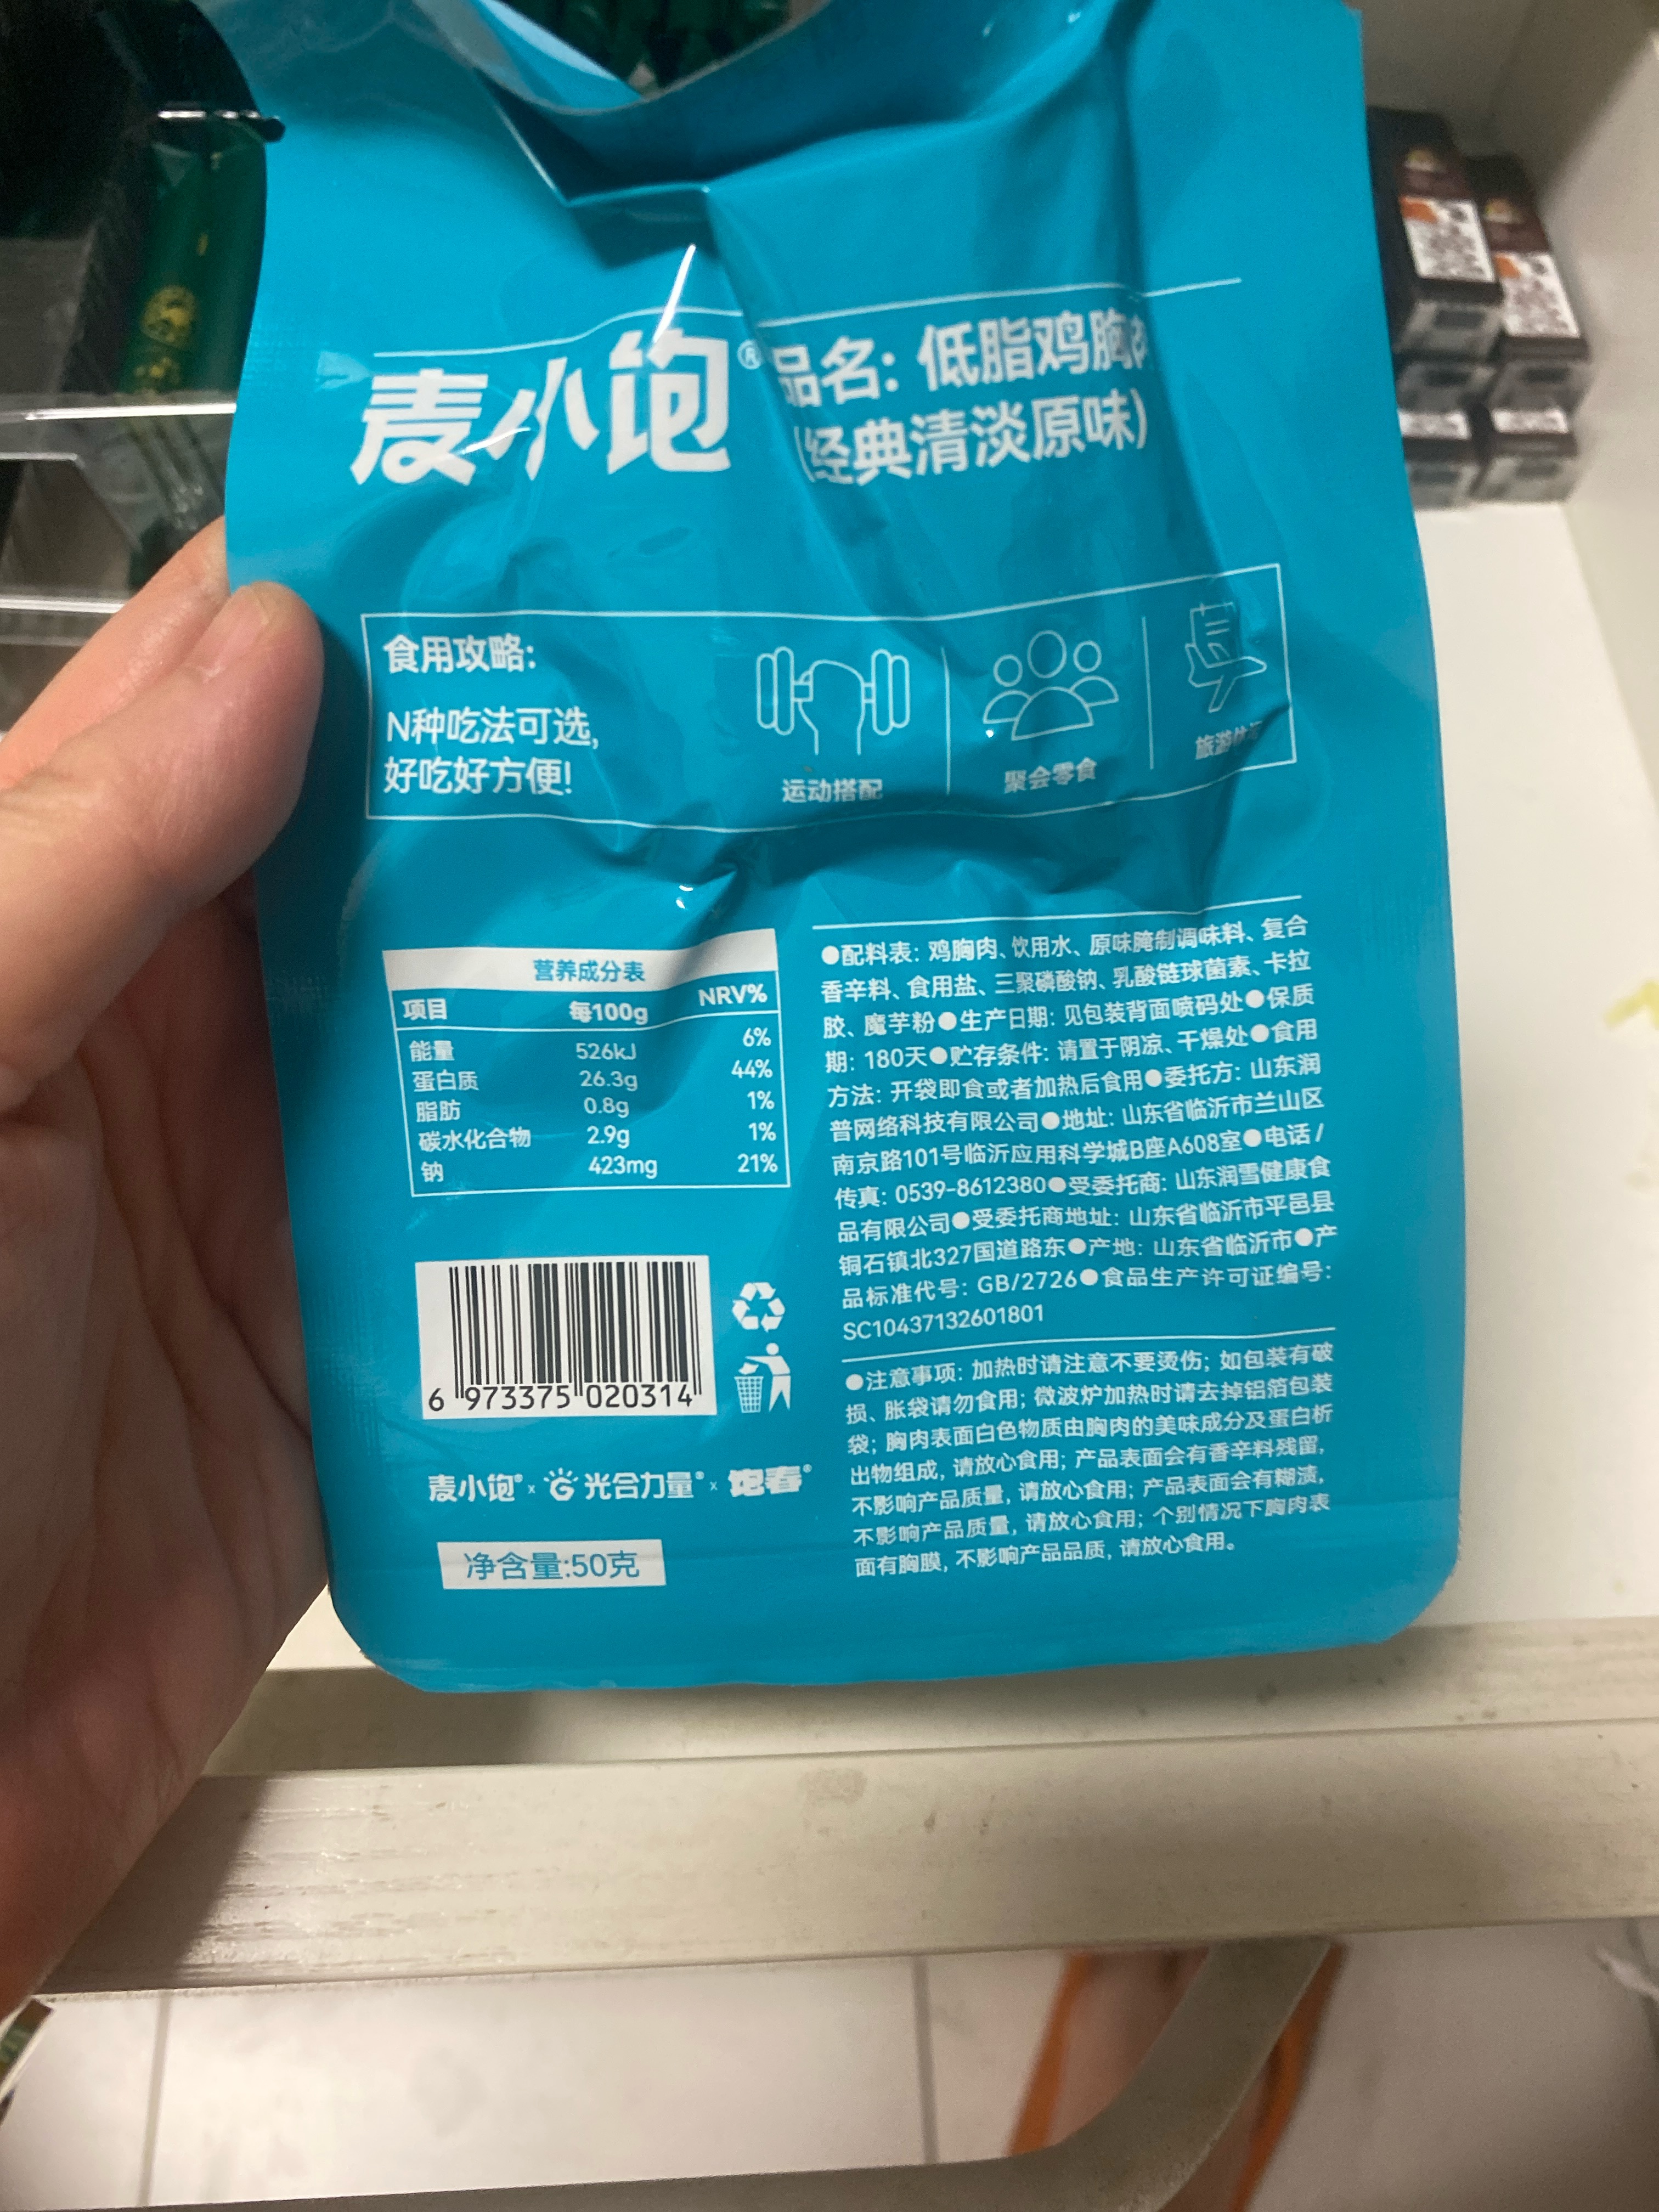 麦小饱®
品名: 低脂鸡胸肉
(经典清淡原味)
食用攻略:
N种吃法可选,
好吃好方便!
运动搭配
聚会零食
旅游
营养成分表
项目 每100g NRV%
能量 526kJ 6%
蛋白质 26.3g 44%
脂肪 0.8g 1%
碳水化合物 2.9g 1%
钠 423mg 21%
●配料表: 鸡胸肉、饮用水、原味腌制调味料、复合
香辛料、食用盐、三聚磷酸钠、乳酸链球菌素、卡拉
胶、魔芋粉●生产日期: 见包装背面喷码处●保质
期: 180天●贮存条件: 请置于阴凉、干燥处●食用
方法: 开袋即食或者加热后食用●委托方: 山东润
普网络科技有限公司●地址: 山东省临沂市兰山区
南京路101号临沂应用科学城B座A608室●电话/
传真: 0539-8612380●受委托商: 山东润雪健康食
品有限公司●受委托商地址: 山东省临沂市平邑县
铜石镇北327国道路东●产地: 山东省临沂市●产
品标准代号: GB/2726●食品生产许可证编号:
SC10437132601801
●注意事项: 加热时请注意不要烫伤; 如包装有破
损、胀袋请勿食用; 微波炉加热时请去掉铝箔包装
袋; 胸肉表面白色物质由胸肉的美味成分及蛋白析
出物组成, 请放心食用; 产品表面会有香辛料残留,
不影响产品质量, 请放心食用; 产品表面会有糊渍,
不影响产品质量, 请放心食用; 个别情况下胸肉表
面有胸膜, 不影响产品品质, 请放心食用。
6 973375 020314
麦小饱® x 光合力量® x 饱春®
净含量:50克